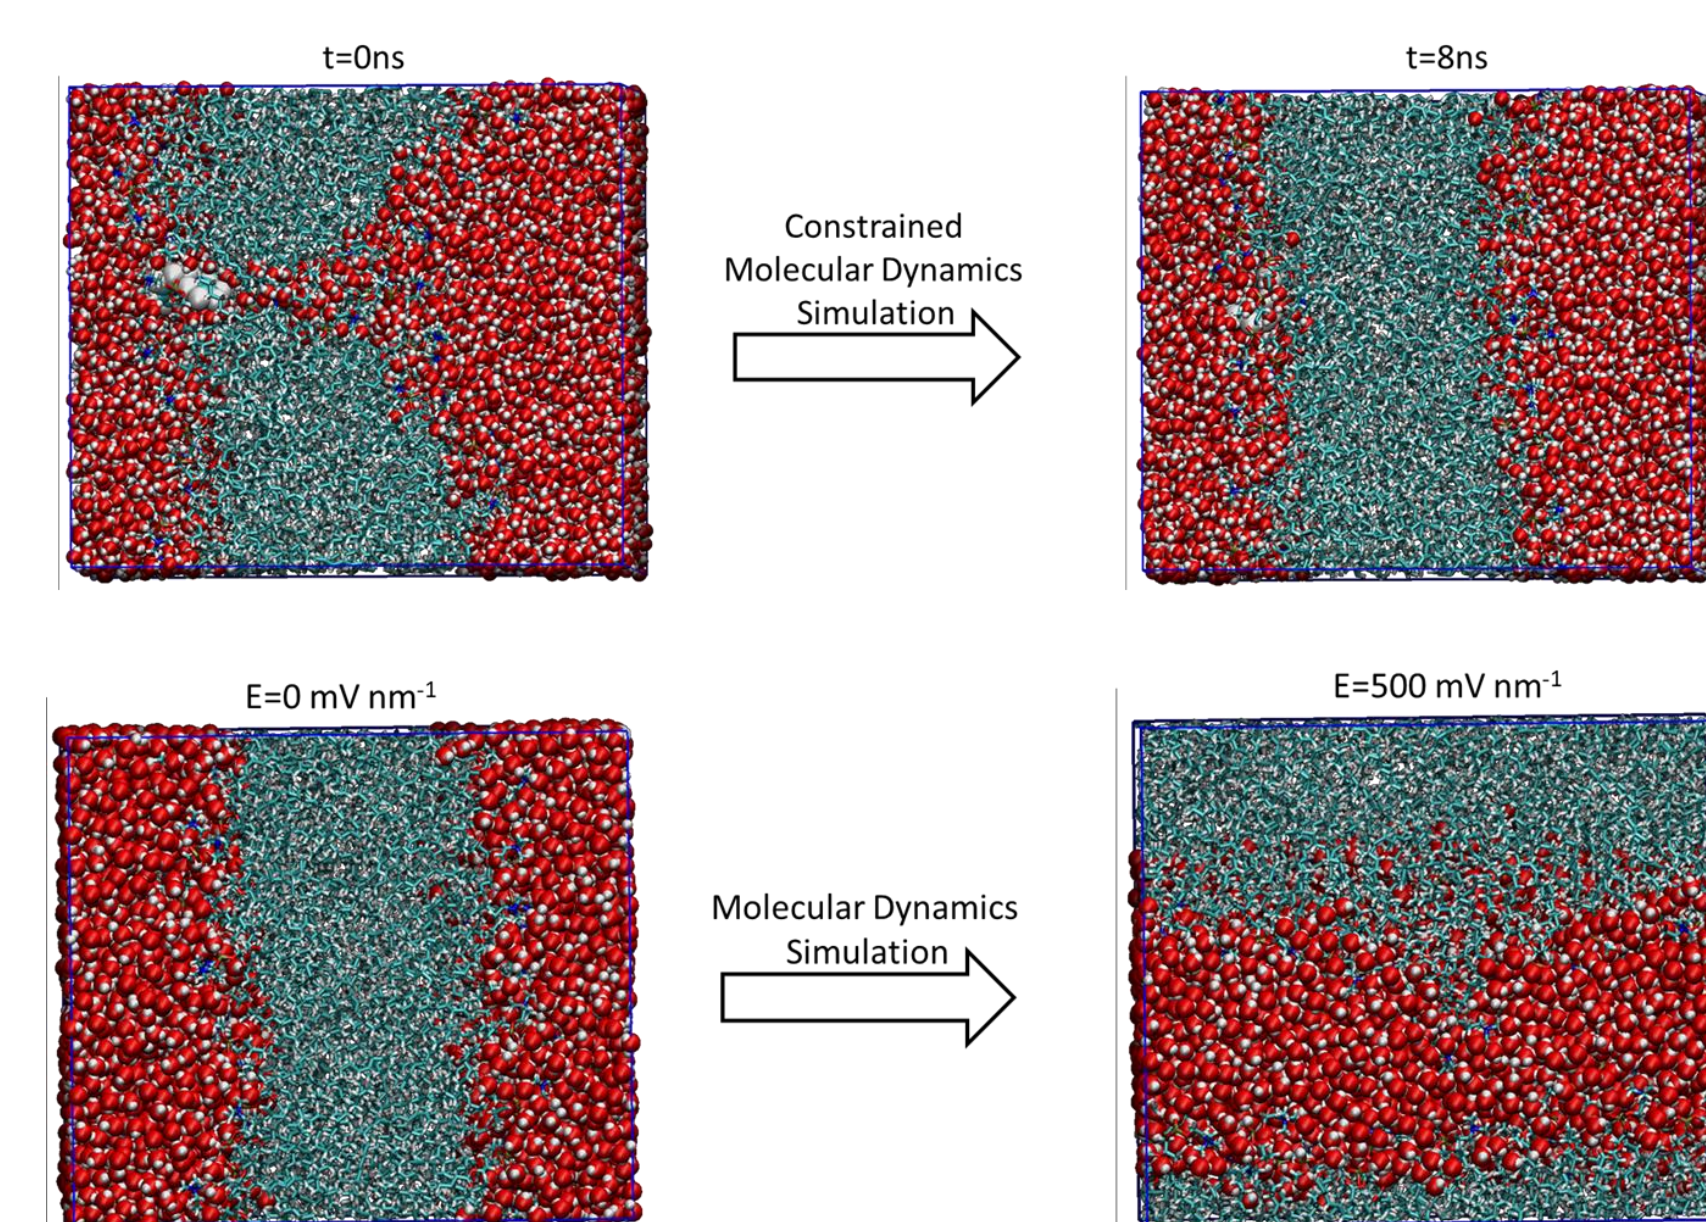 t=0ns
t=8ns
Constrained
Molecular Dynamics
Simulation
E=0 mV nm⁻¹
E=500 mV nm⁻¹
Molecular Dynamics
Simulation